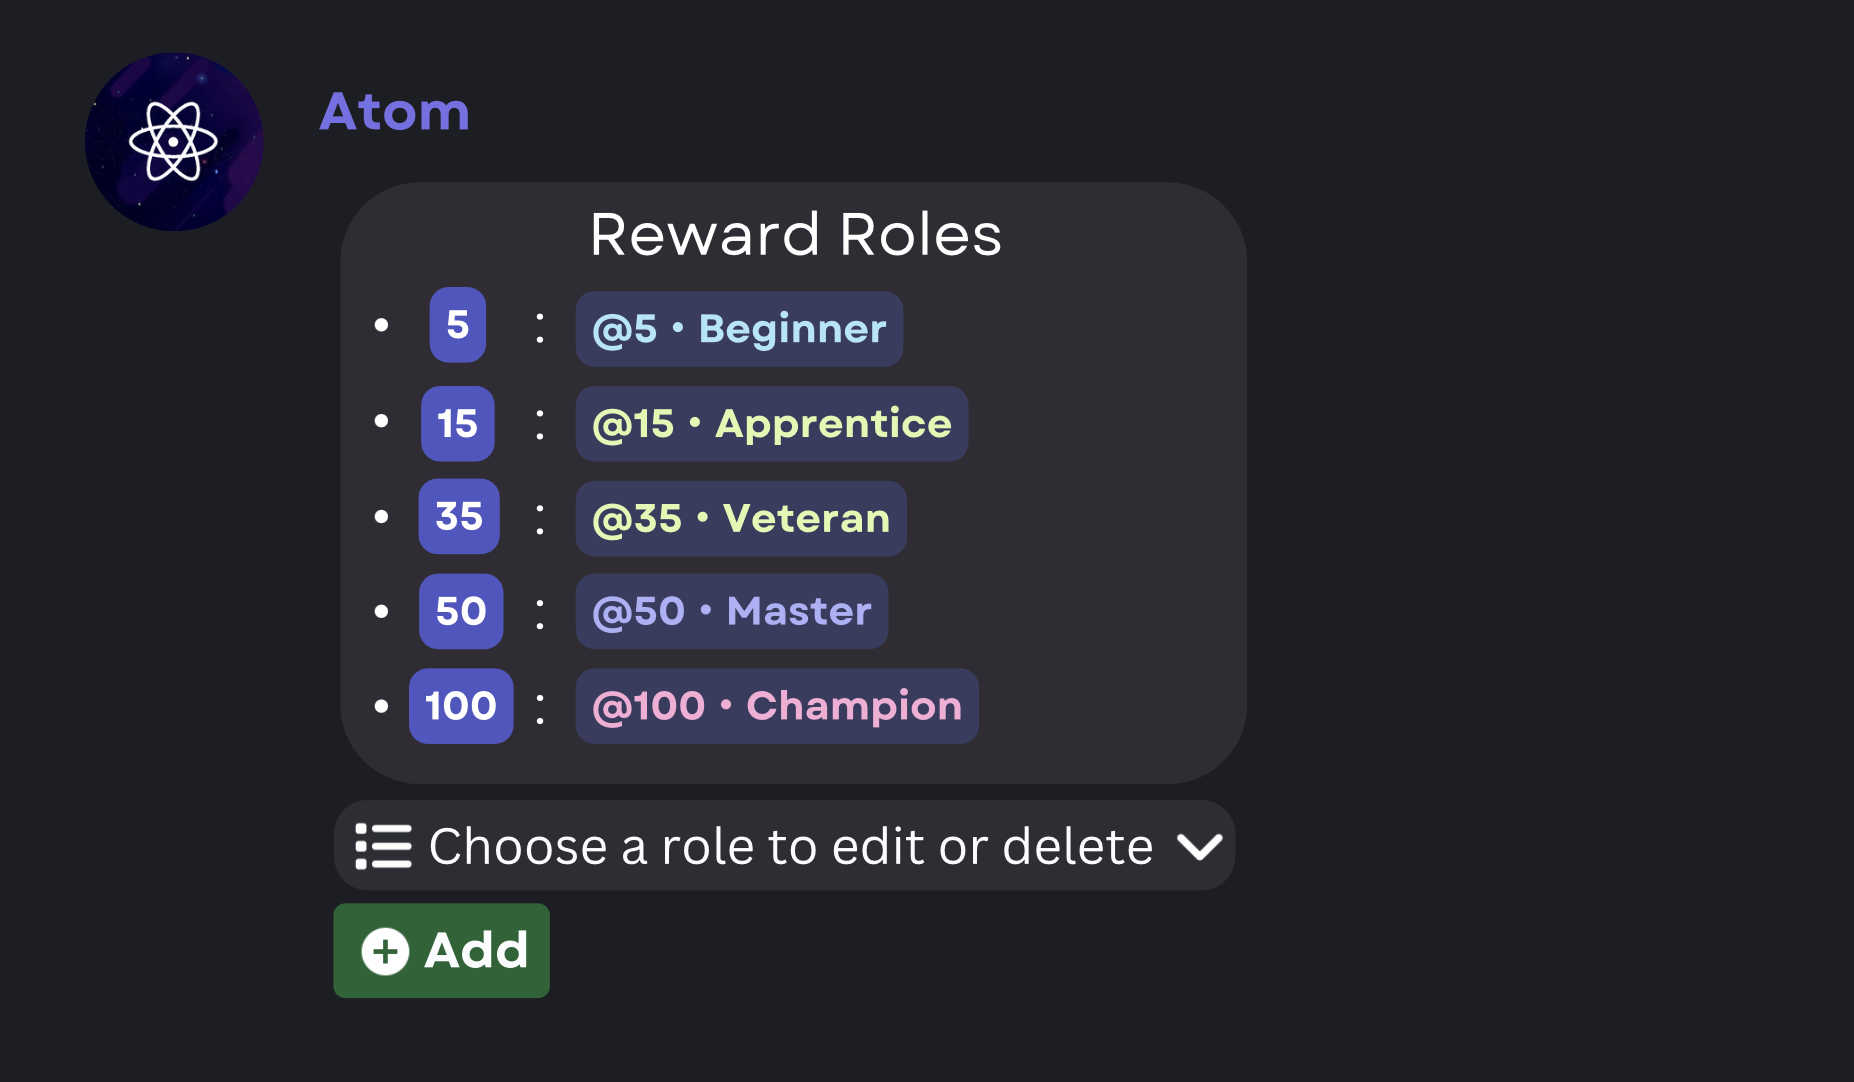 Atom
Reward Roles
• 5 : @5 • Beginner
• 15 : @15 • Apprentice
• 35 : @35 • Veteran
• 50 : @50 • Master
• 100 : @100 • Champion
Choose a role to edit or delete
Add